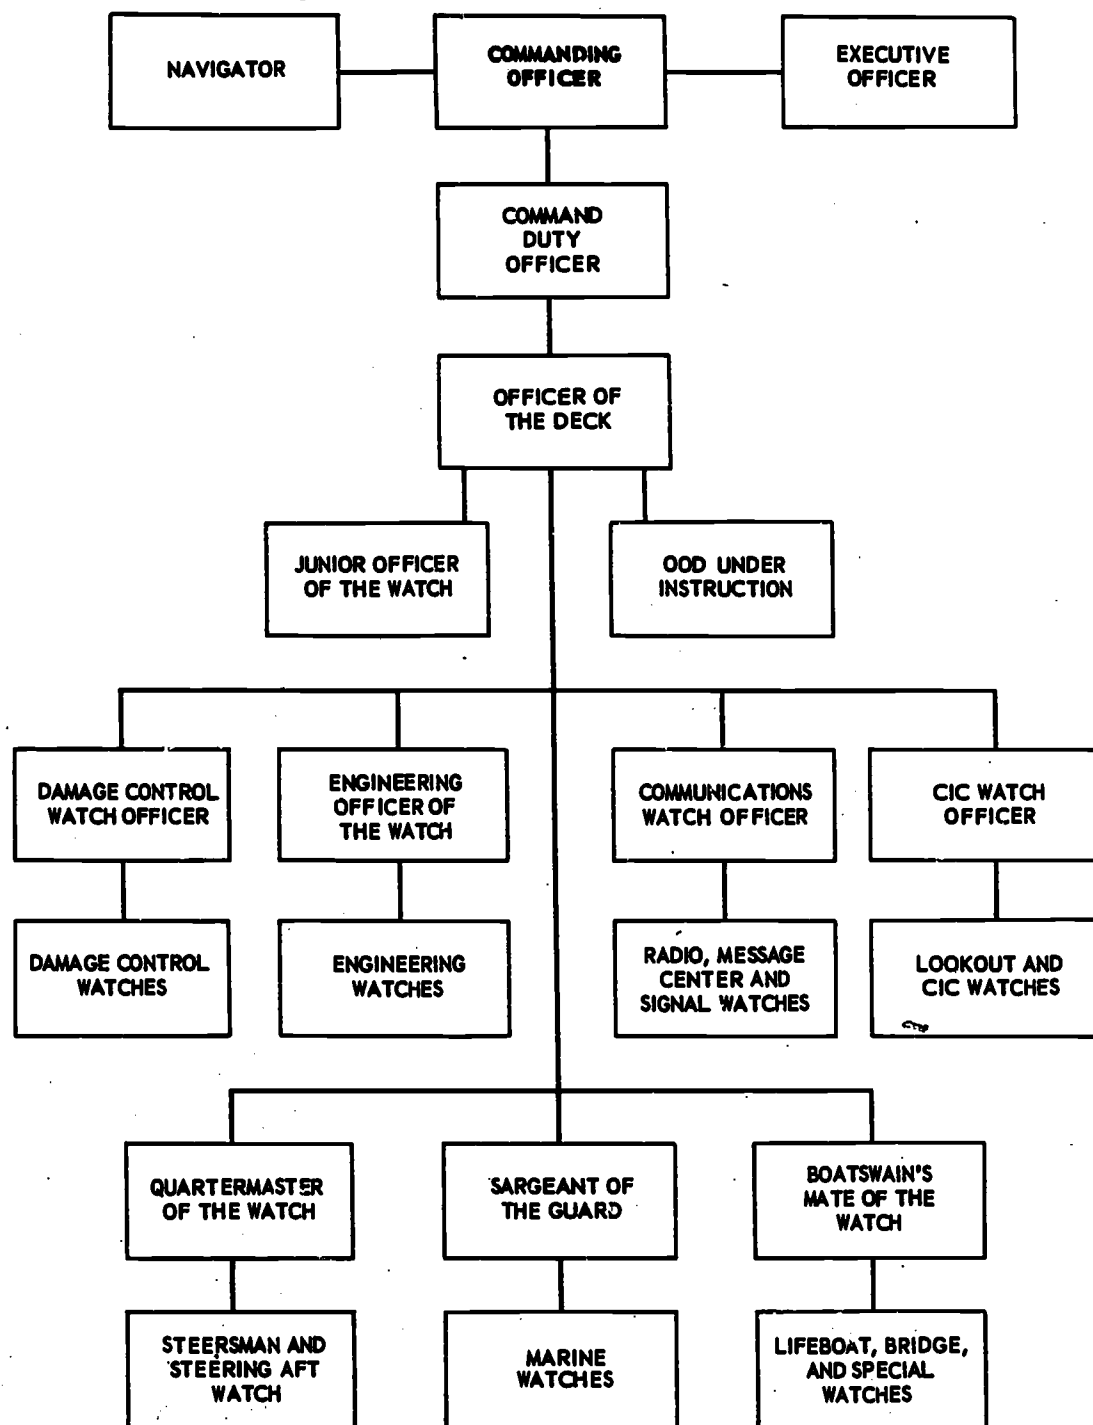 NAVIGATOR
COMMANDING
OFFICER
EXECUTIVE
OFFICER
COMMAND
DUTY
OFFICER
OFFICER OF
THE DECK
JUNIOR OFFICER
OF THE WATCH
OOD UNDER
INSTRUCTION
DAMAGE CONTROL
WATCH OFFICER
ENGINEERING
OFFICER OF
THE WATCH
COMMUNICATIONS
WATCH OFFICER
CIC WATCH
OFFICER
DAMAGE CONTROL
WATCHES
ENGINEERING
WATCHES
RADIO, MESSAGE
CENTER AND
SIGNAL WATCHES
LOOKOUT AND
CIC WATCHES
QUARTERMASTER
OF THE WATCH
SARGEANT OF
THE GUARD
BOATSWAIN'S
MATE OF THE
WATCH
STEERSMAN AND
STEERING AFT
WATCH
MARINE
WATCHES
LIFEBOAT, BRIDGE,
AND SPECIAL
WATCHES